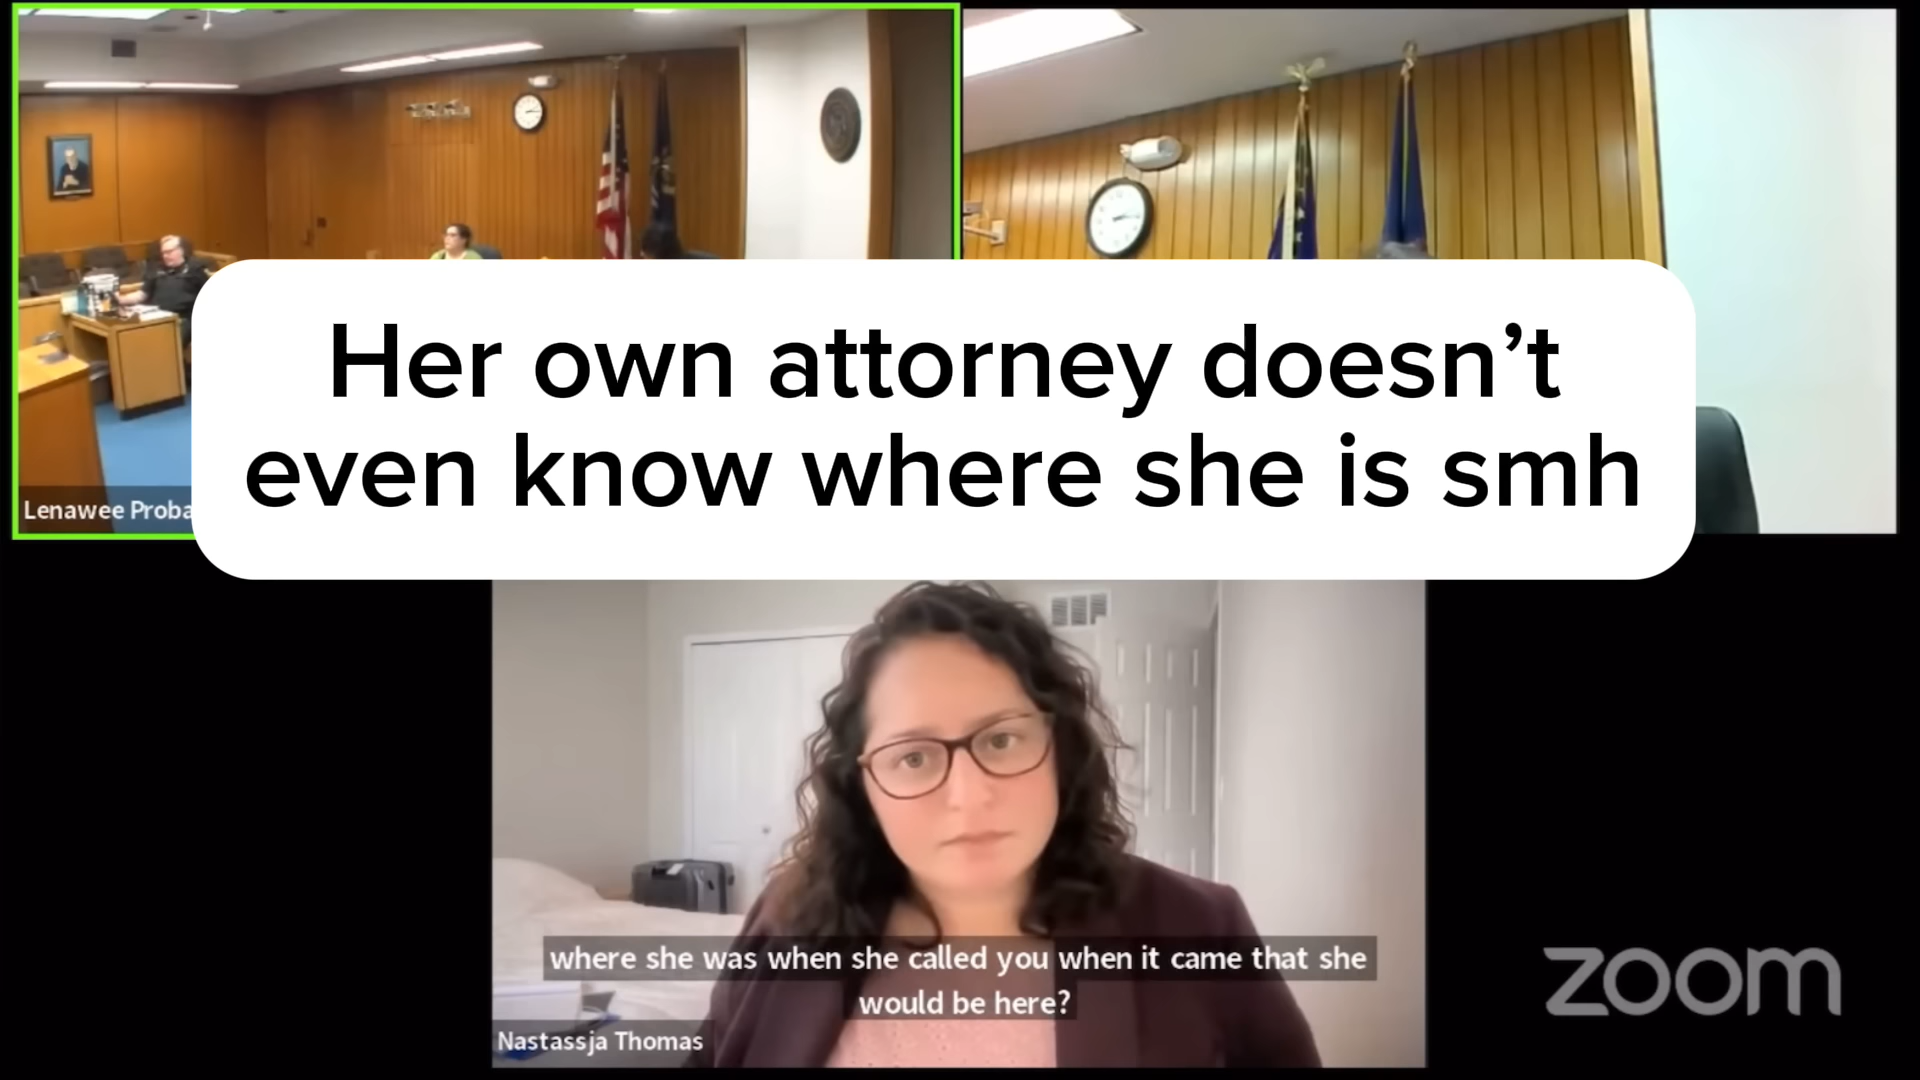 Her own attorney doesn’t
even know where she is smh
Lenawee Proba
where she was when she called you when it came that she
would be here?
Nastassja Thomas
zoom